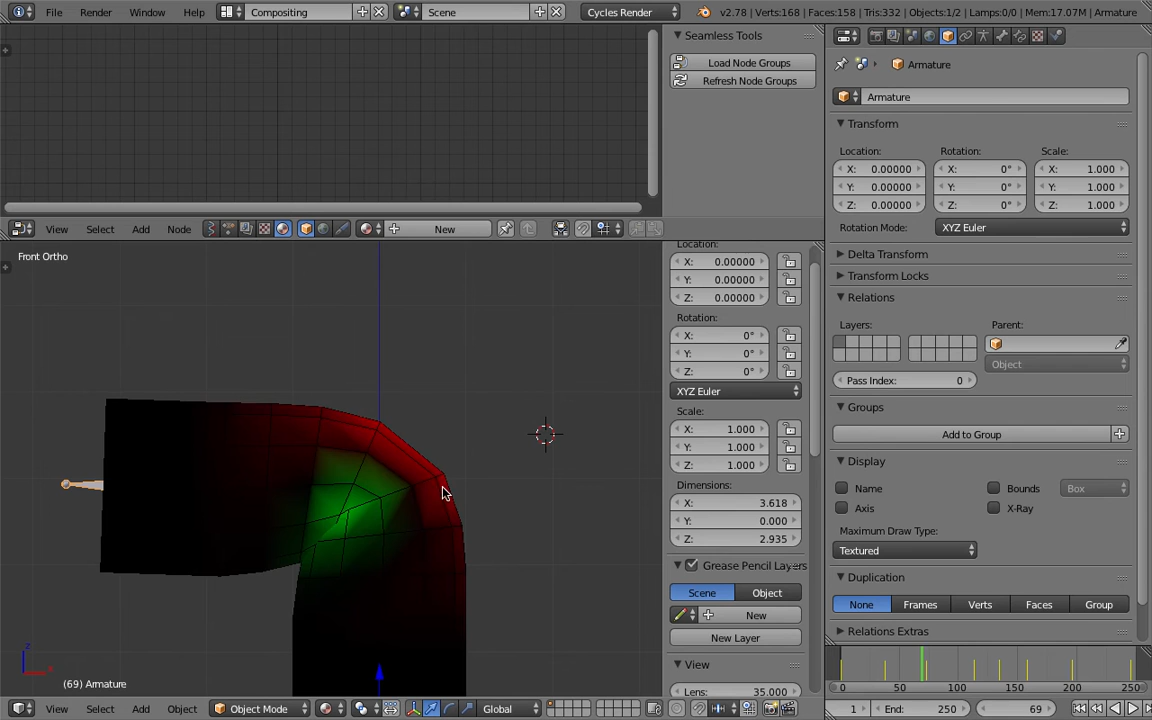 File Render Window Help Compositing Scene Cycles Render v2.78 | Verts:168 | Faces:158 | Tris:332 | Objects:1/2 | Lamps:0/0 | Mem:17.07M | Armature
Seamless Tools
Load Node Groups
Refresh Node Groups
View Select Add Node New
Front Ortho
(69) Armature
View Select Add Object Object Mode Global
Location:
X: 0.00000
Y: 0.00000
Z: 0.00000
Rotation:
X: 0°
Y: 0°
Z: 0°
XYZ Euler
Scale:
X: 1.000
Y: 1.000
Z: 1.000
Dimensions:
X: 3.618
Y: 0.000
Z: 2.935
Grease Pencil Layers
Scene Object
New
New Layer
View
Lens: 35.000
Armature
Armature
Transform
Location: Rotation: Scale:
X: 0.00000 X: 0° X: 1.000
Y: 0.00000 Y: 0° Y: 1.000
Z: 0.00000 Z: 0° Z: 1.000
Rotation Mode: XYZ Euler
Delta Transform
Transform Locks
Relations
Layers: Parent:
Object
Pass Index: 0
Groups
Add to Group
Display
Name Bounds Box
Axis X-Ray
Maximum Draw Type:
Textured
Duplication
None Frames Verts Faces Group
Relations Extras
0 50 100 150 200 250
1 End: 250 69
z
x